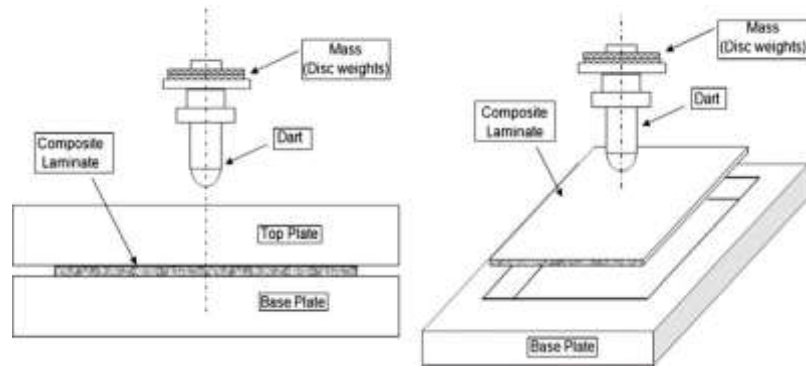 Mass
(Disc weights)
Dart
Composite
Laminate
Top Plate
Base Plate
Mass
(Disc weights)
Composite
Laminate
Dart
Base Plate